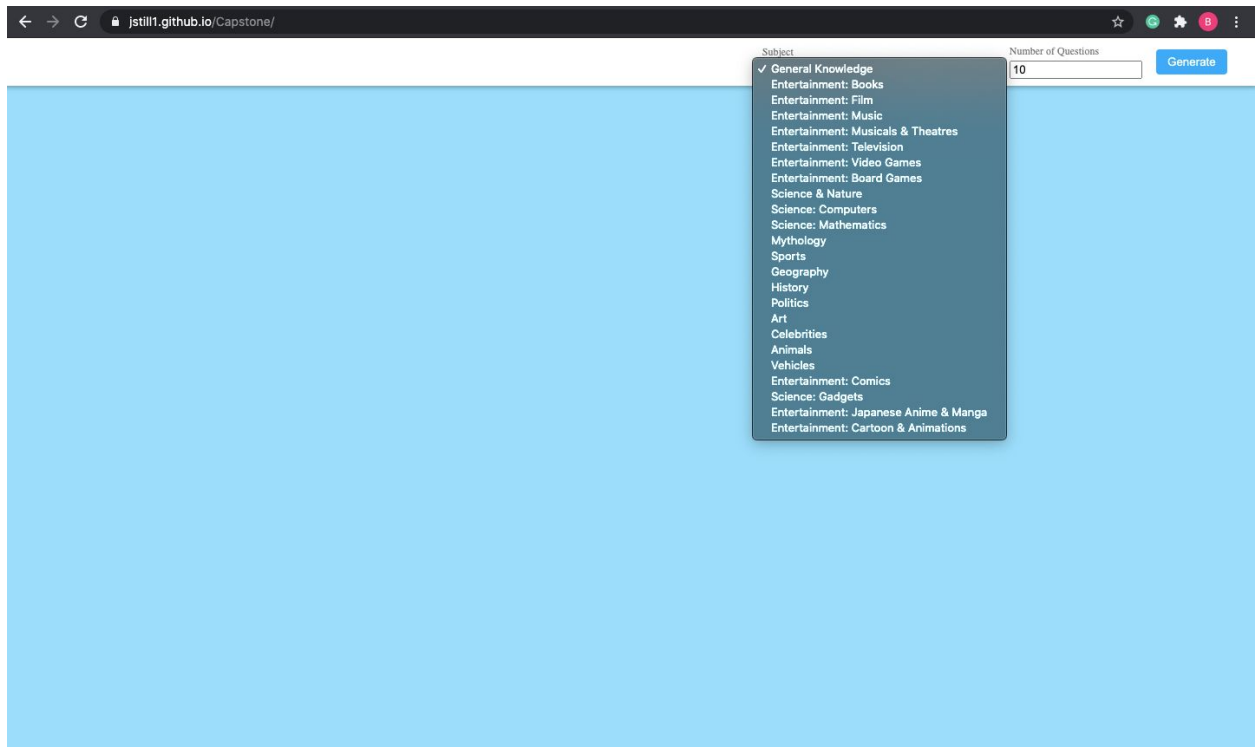 jstill1.github.io/Capstone/
B
Subject
Number of Questions
✓ General Knowledge
10
Generate
Entertainment: Books
Entertainment: Film
Entertainment: Music
Entertainment: Musicals & Theatres
Entertainment: Television
Entertainment: Video Games
Entertainment: Board Games
Science & Nature
Science: Computers
Science: Mathematics
Mythology
Sports
Geography
History
Politics
Art
Celebrities
Animals
Vehicles
Entertainment: Comics
Science: Gadgets
Entertainment: Japanese Anime & Manga
Entertainment: Cartoon & Animations